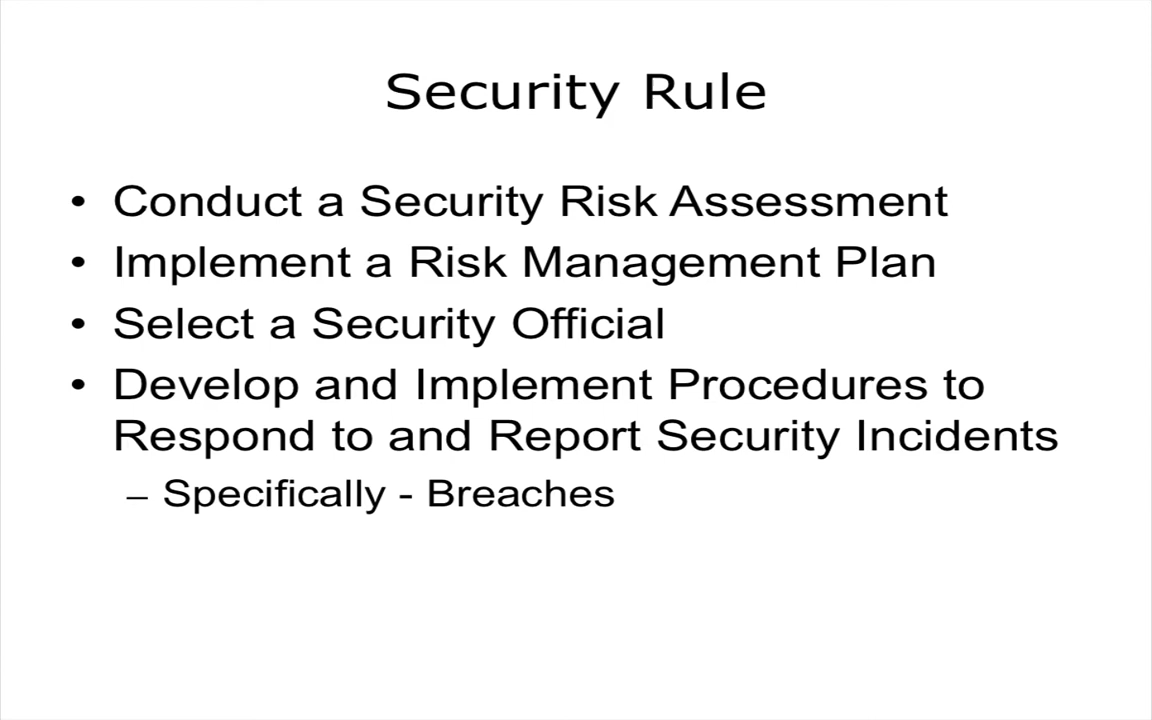 Security Rule
• Conduct a Security Risk Assessment
• Implement a Risk Management Plan
• Select a Security Official
• Develop and Implement Procedures to
Respond to and Report Security Incidents
– Specifically - Breaches